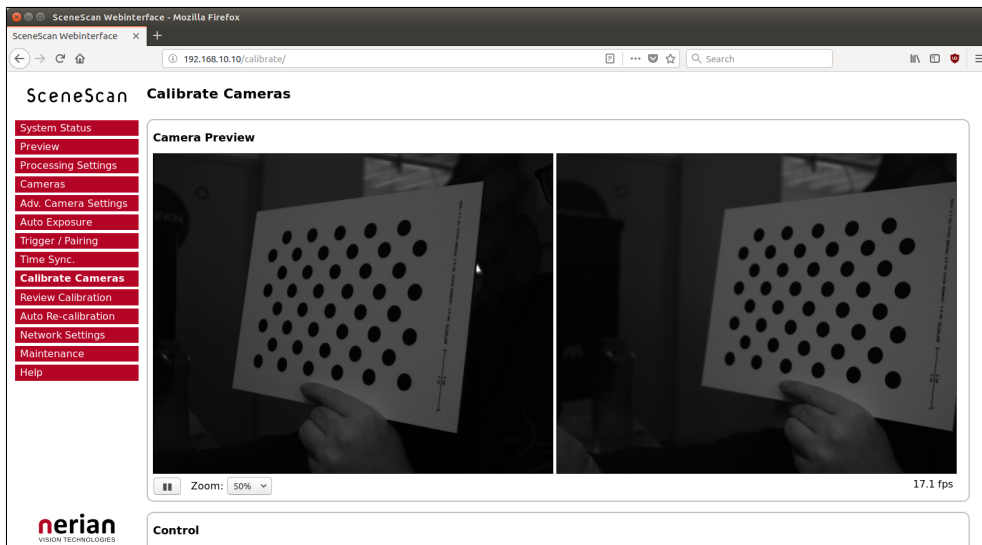 SceneScan Webinterface - Mozilla Firefox
SceneScan Webinterface × +
192.168.10.10/calibrate/
Search
SceneScan
Calibrate Cameras
System Status
Preview
Processing Settings
Cameras
Adv. Camera Settings
Auto Exposure
Trigger / Pairing
Time Sync.
Calibrate Cameras
Review Calibration
Auto Re-calibration
Network Settings
Maintenance
Help
Camera Preview
Zoom: 50%
17.1 fps
nerian
VISION TECHNOLOGIES
Control